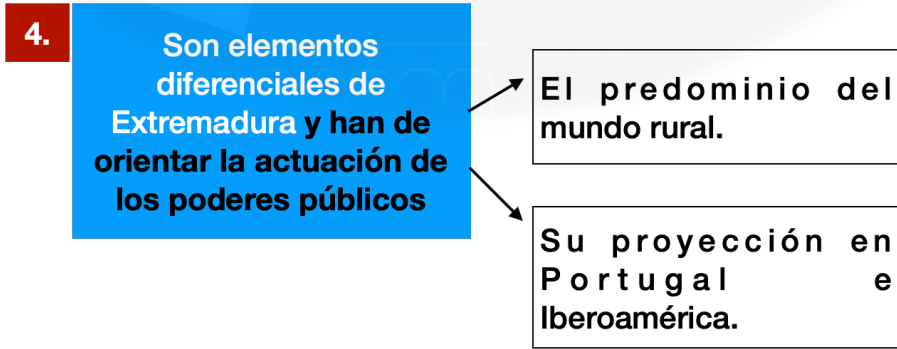 4.
Son elementos
diferenciales de
Extremadura y han de
orientar la actuación de
los poderes públicos
El predominio del
mundo rural.
Su proyección en
Portugal e
Iberoamérica.